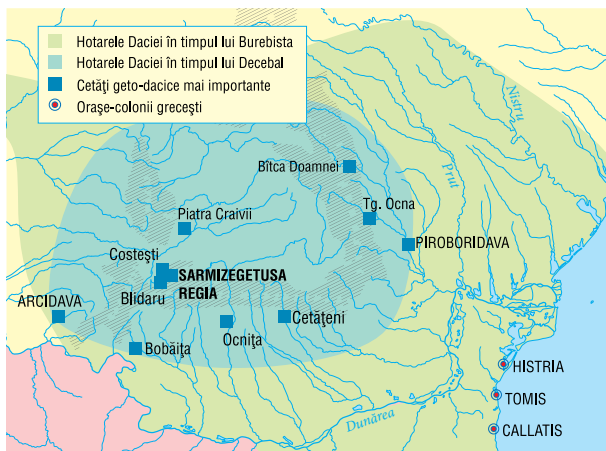 Hotarele Daciei în timpul lui Burebista
Hotarele Daciei în timpul lui Decebal
Cetăţi geto-dacice mai importante
Oraşe-colonii greceşti
Nistru
Prut
Bîtca Doamnei
Tg. Ocna
Piatra Craivii
PIROBORIDAVA
Costeşti
SARMIZEGETUSA
REGIA
Blidaru
ARCIDAVA
Ocniţa
Cetăţeni
Bobăiţa
HISTRIA
TOMIS
Dunărea
CALLATIS